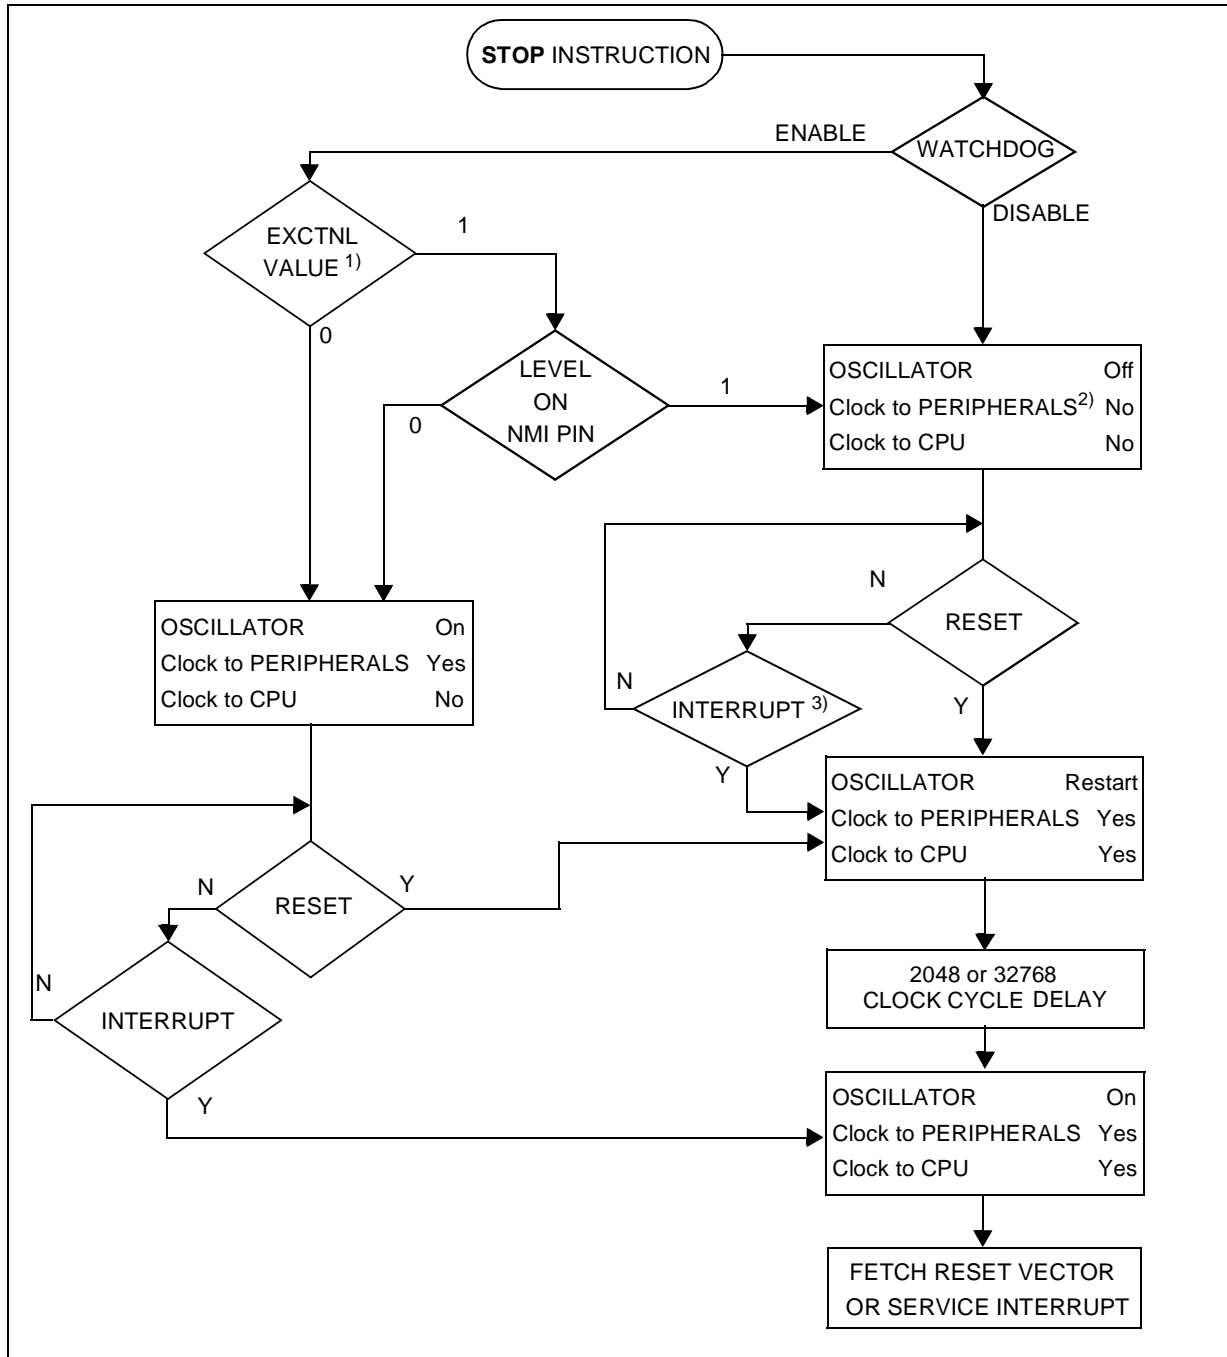 STOP INSTRUCTION
ENABLE
WATCHDOG
DISABLE
EXCTNL
VALUE 1)
1
0
LEVEL
ON
NMI PIN
1
0
OSCILLATOR Off
Clock to PERIPHERALS2) No
Clock to CPU No
N
RESET
Y
OSCILLATOR On
Clock to PERIPHERALS Yes
Clock to CPU No
N
INTERRUPT 3)
Y
OSCILLATOR Restart
Clock to PERIPHERALS Yes
Clock to CPU Yes
N
RESET
Y
N
INTERRUPT
Y
2048 or 32768
CLOCK CYCLE DELAY
OSCILLATOR On
Clock to PERIPHERALS Yes
Clock to CPU Yes
FETCH RESET VECTOR
OR SERVICE INTERRUPT